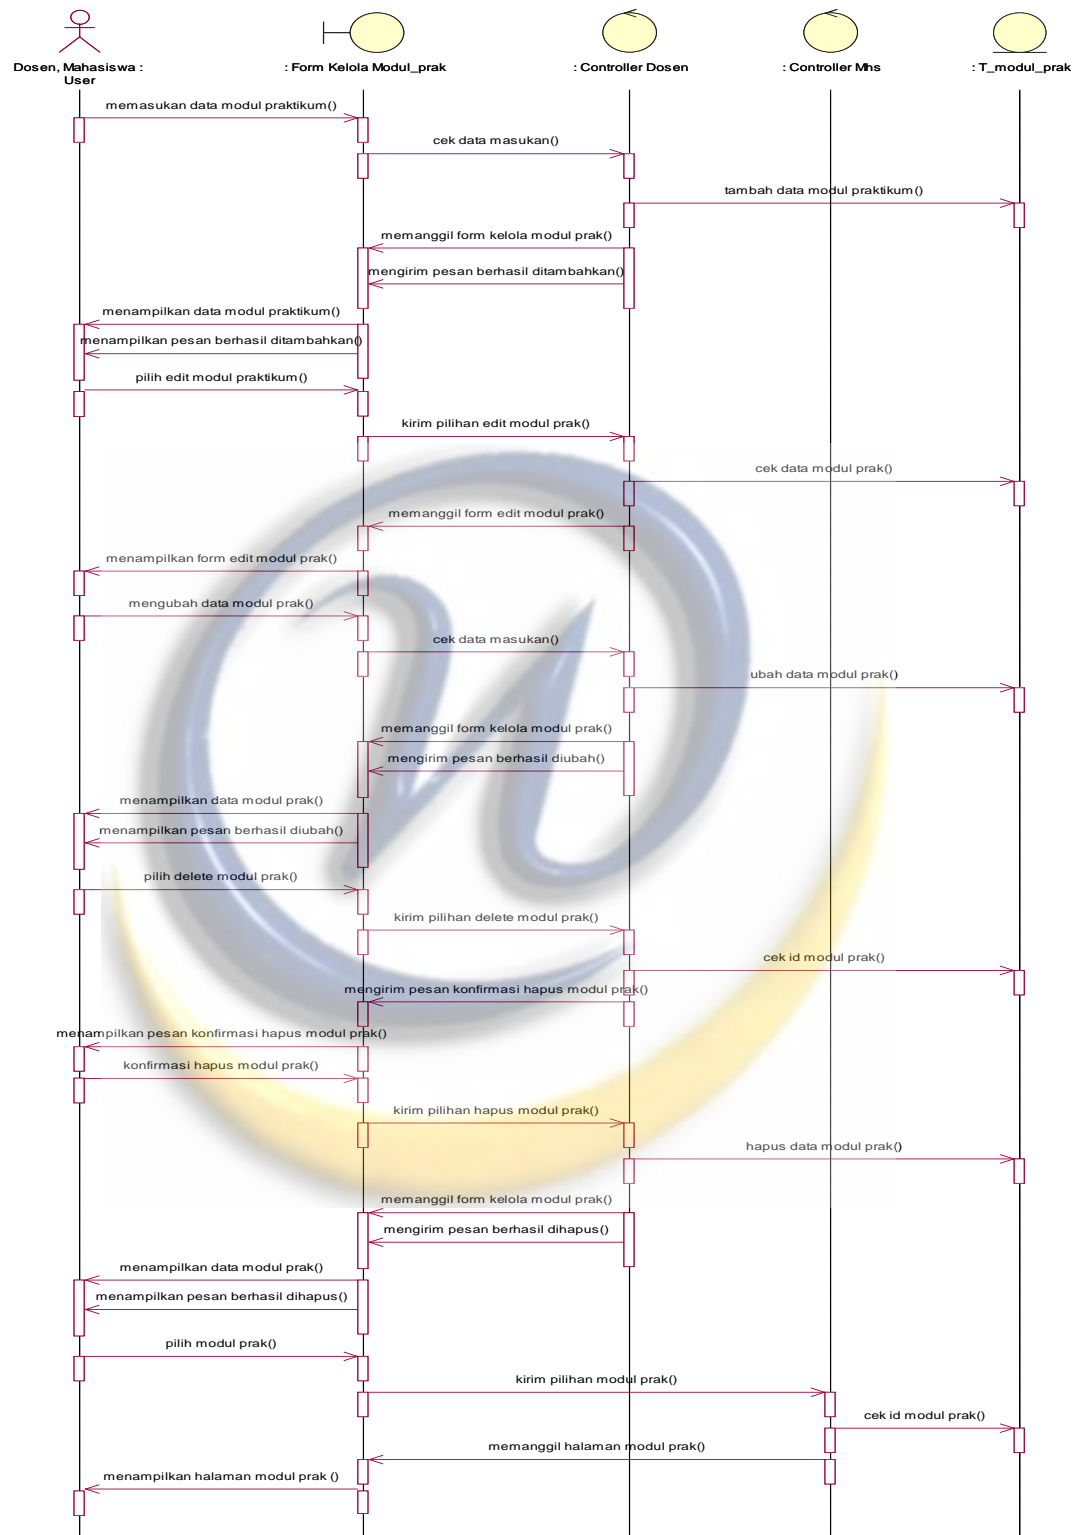 Dosen, Mahasiswa :
User
: Form Kelola Modul_prak
: Controller Dosen
: Controller Mhs
: T_modul_prak
memasukan data modul praktikum()
cek data masukan()
tambah data modul praktikum()
memanggil form kelola modul prak()
mengirim pesan berhasil ditambahkan()
menampilkan data modul praktikum()
menampilkan pesan berhasil ditambahkan()
pilih edit modul praktikum()
kirim pilihan edit modul prak()
cek data modul prak()
memanggil form edit modul prak()
menampilkan form edit modul prak()
mengubah data modul prak()
cek data masukan()
ubah data modul prak()
memanggil form kelola modul prak()
mengirim pesan berhasil diubah()
menampilkan data modul prak()
menampilkan pesan berhasil diubah()
pilih delete modul prak()
kirim pilihan delete modul prak()
cek id modul prak()
mengirim pesan konfirmasi hapus modul prak()
menampilkan pesan konfirmasi hapus modul prak()
konfirmasi hapus modul prak()
kirim pilihan hapus modul prak()
hapus data modul prak()
memanggil form kelola modul prak()
mengirim pesan berhasil dihapus()
menampilkan data modul prak()
menampilkan pesan berhasil dihapus()
pilih modul prak()
kirim pilihan modul prak()
cek id modul prak()
memanggil halaman modul prak()
menampilkan halaman modul prak ()